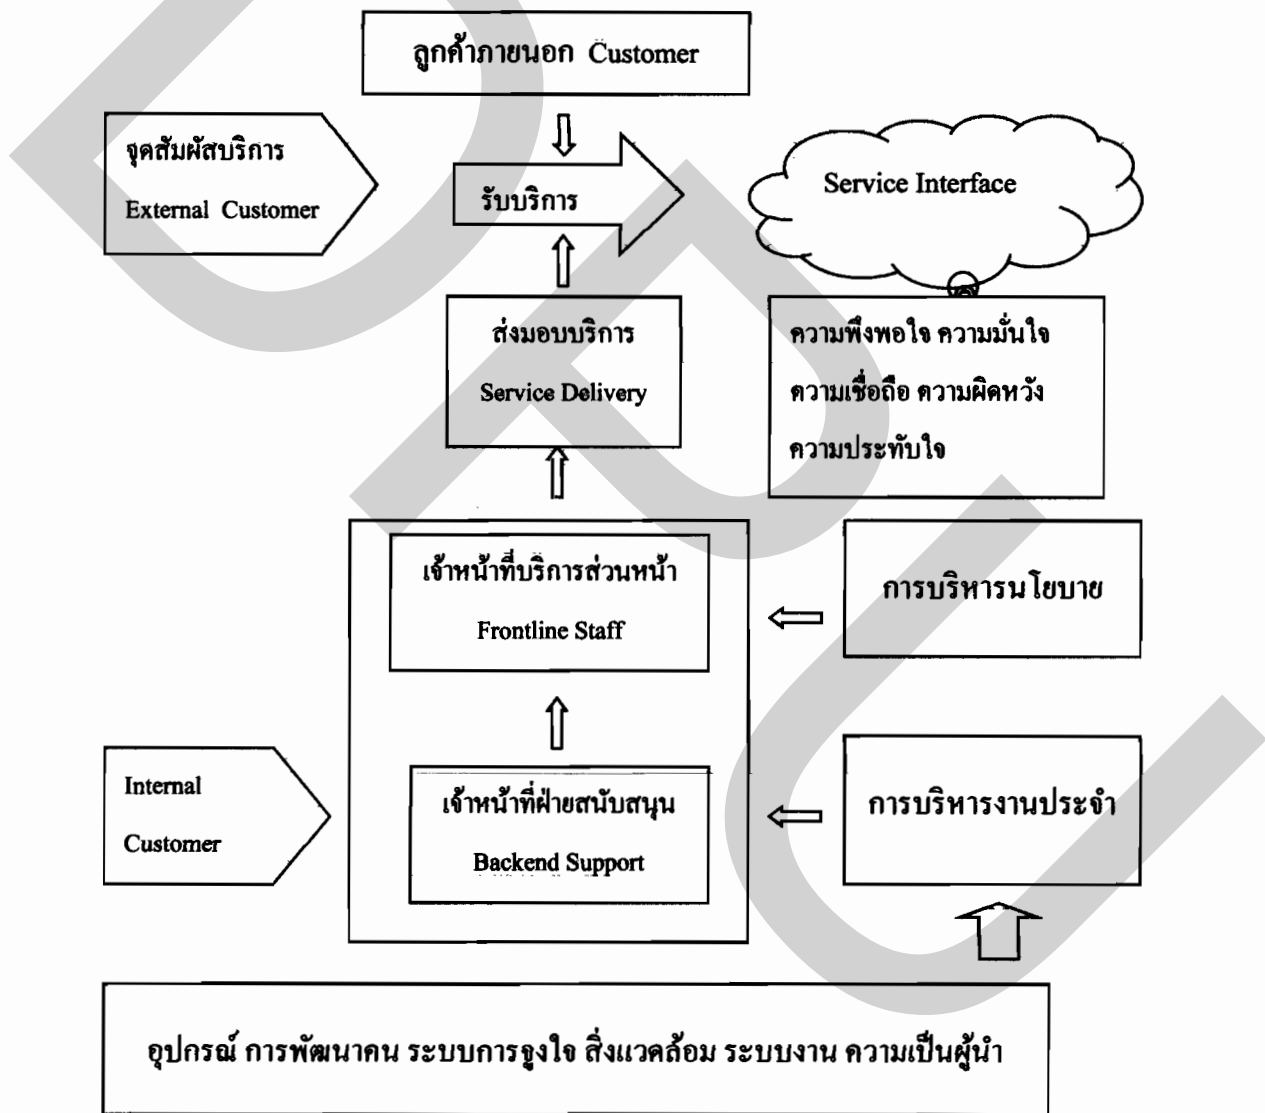 ลูกค้าภายนอก Customer
จุดสัมผัสบริการ
External Customer
รับบริการ
Service Interface
ส่งมอบบริการ
Service Delivery
ความพึงพอใจ ความมั่นใจ
ความเชื่อถือ ความผิดหวัง
ความประทับใจ
เจ้าหน้าที่บริการส่วนหน้า
Frontline Staff
การบริหารนโยบาย
Internal
Customer
เจ้าหน้าที่ฝ่ายสนับสนุน
Backend Support
การบริหารงานประจำ
อุปกรณ์ การพัฒนาคน ระบบการจูงใจ สิ่งแวดล้อม ระบบงาน ความเป็นผู้นำ
DPU